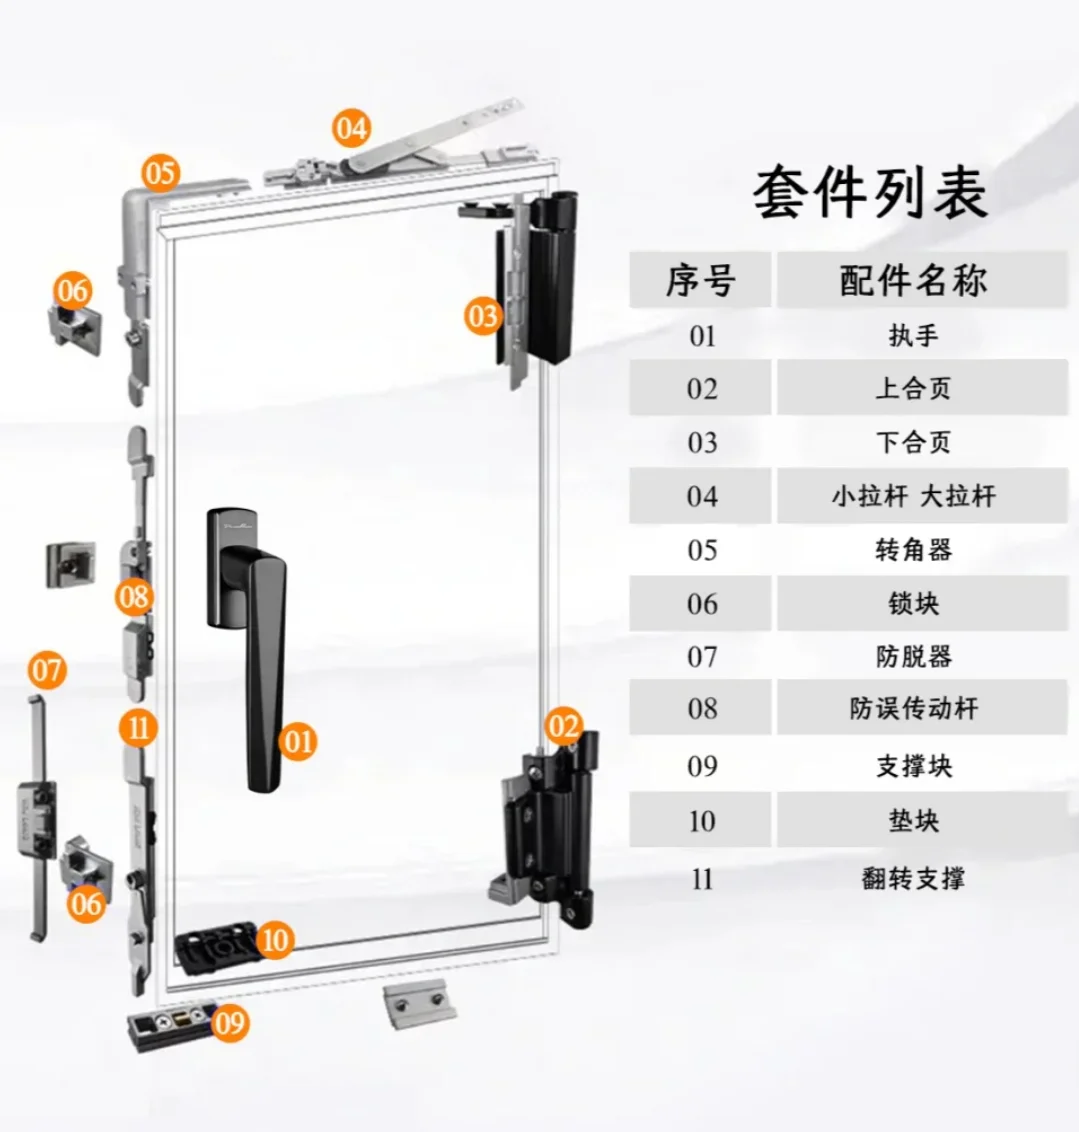 套件列表
序号 配件名称
01 执手
02 上合页
03 下合页
04 小拉杆 大拉杆
05 转角器
06 锁块
07 防脱器
08 防误传动杆
09 支撑块
10 垫块
11 翻转支撑
04
05
06
03
08
07
11
01
02
06
10
09